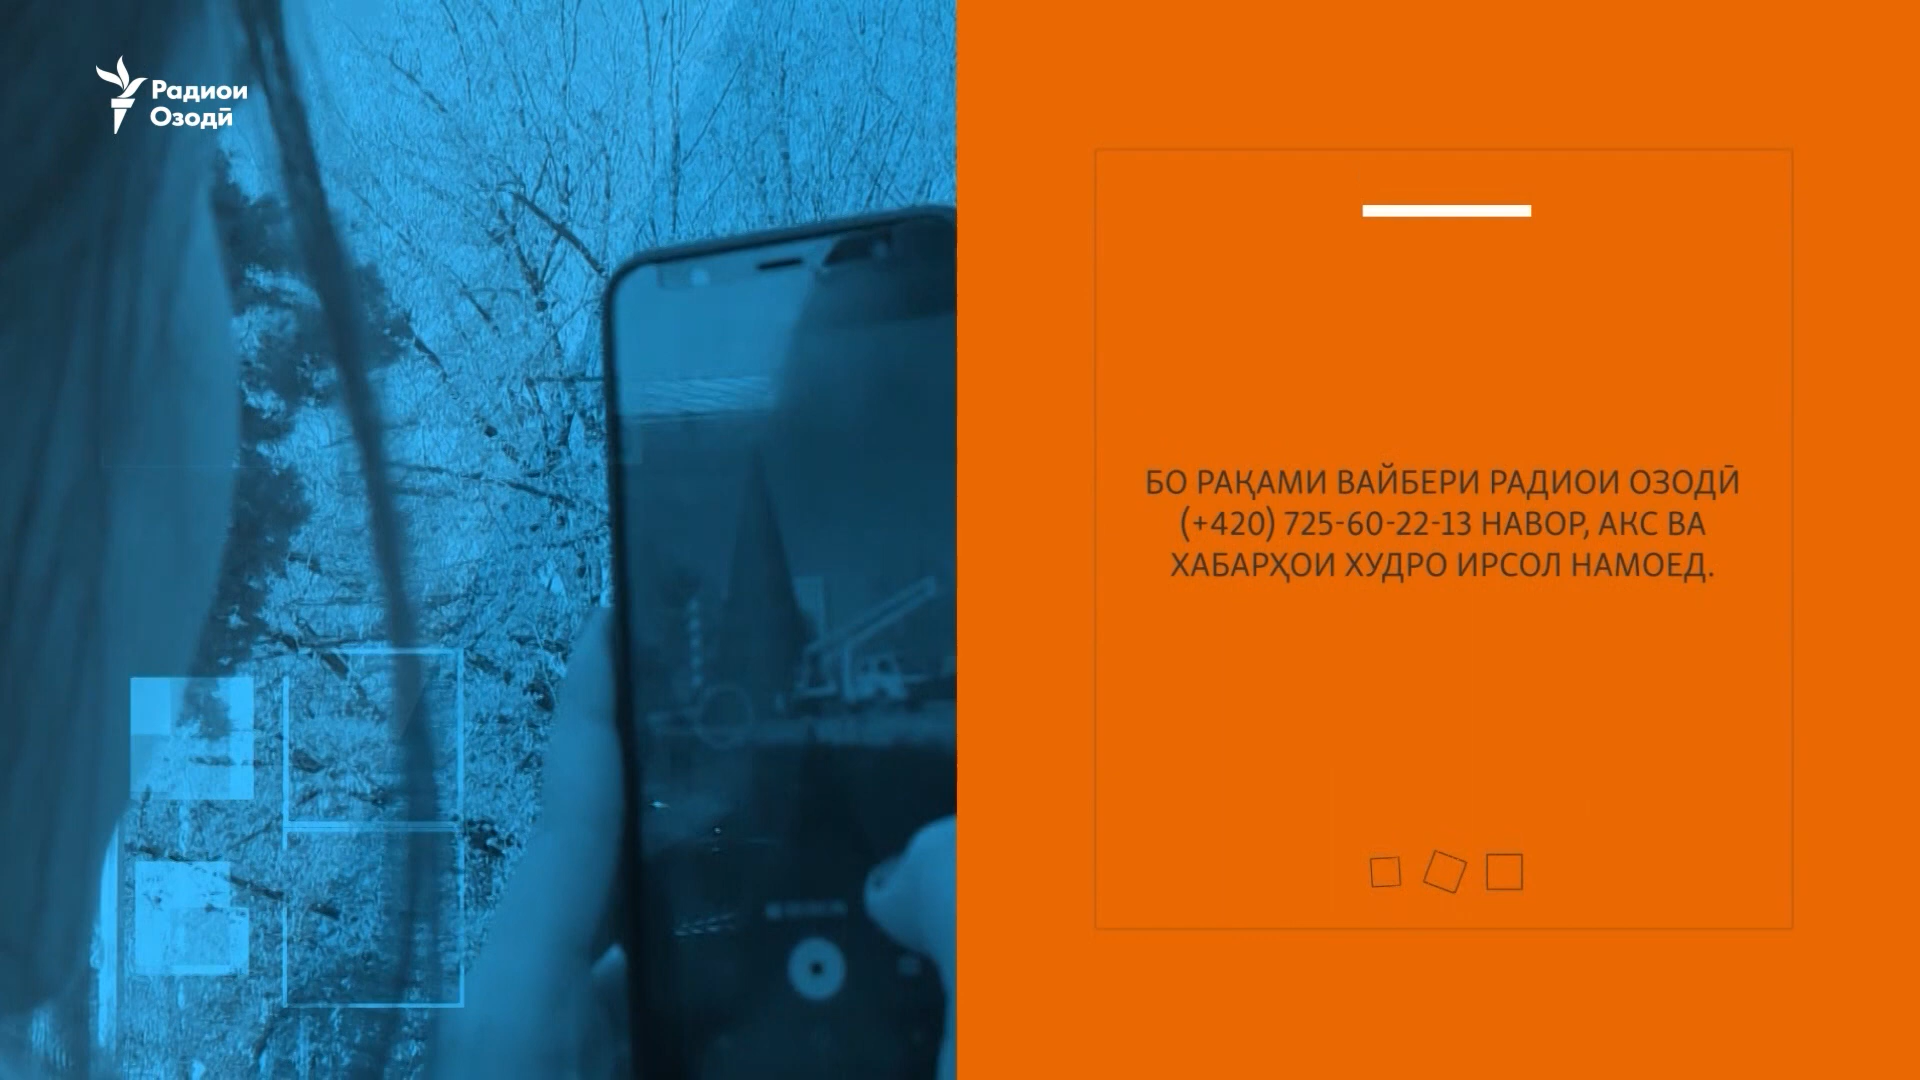 Радиои
Озодӣ
БО РАҚАМИ ВАЙБЕРИ РАДИОИ ОЗОДӢ
(+420) 725-60-22-13 НАВОР, АКС ВА
ХАБАРҲОИ ХУДРО ИРСОЛ НАМОЕД.